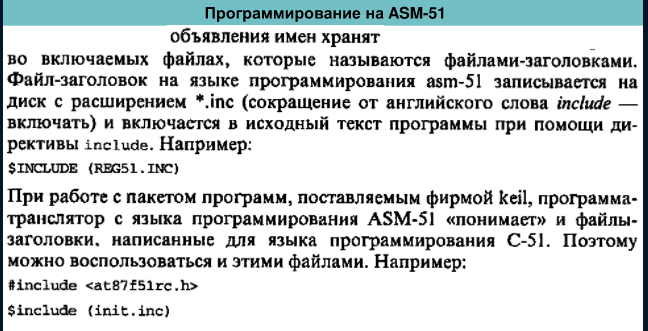 Программирование на ASM-51
объявления имен хранят
во включаемых файлах, которые называются файлами-заголовками.
Файл-заголовок на языке программирования asm-51 записывается на
диск с расширением *.inc (сокращение от английского слова include —
включать) и включается в исходный текст программы при помощи ди-
рективы include. Например:
$INCLUDE (REG51.INC)
При работе с пакетом программ, поставляемым фирмой keil, программа-
транслятор с языка программирования ASM-51 «понимает» и файлы-
заголовки, написанные для языка программирования C-51. Поэтому
можно воспользоваться и этими файлами. Например:
#include <at87f51rc.h>
$include (init.inc)